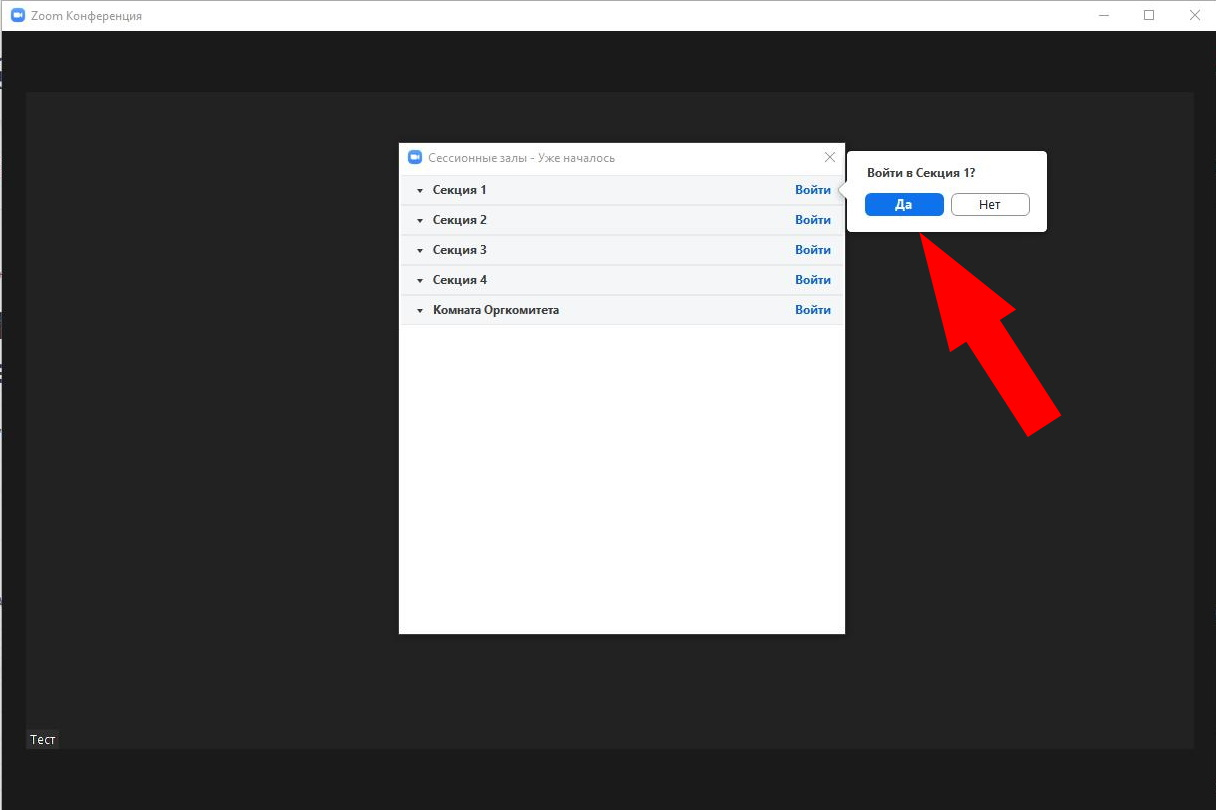 Zoom Конференция
Сессионные залы - Уже началось
Секция 1 Войти
Войти в Секция 1?
Да Нет
Секция 2 Войти
Секция 3 Войти
Секция 4 Войти
Комната Оргкомитета Войти
Тест